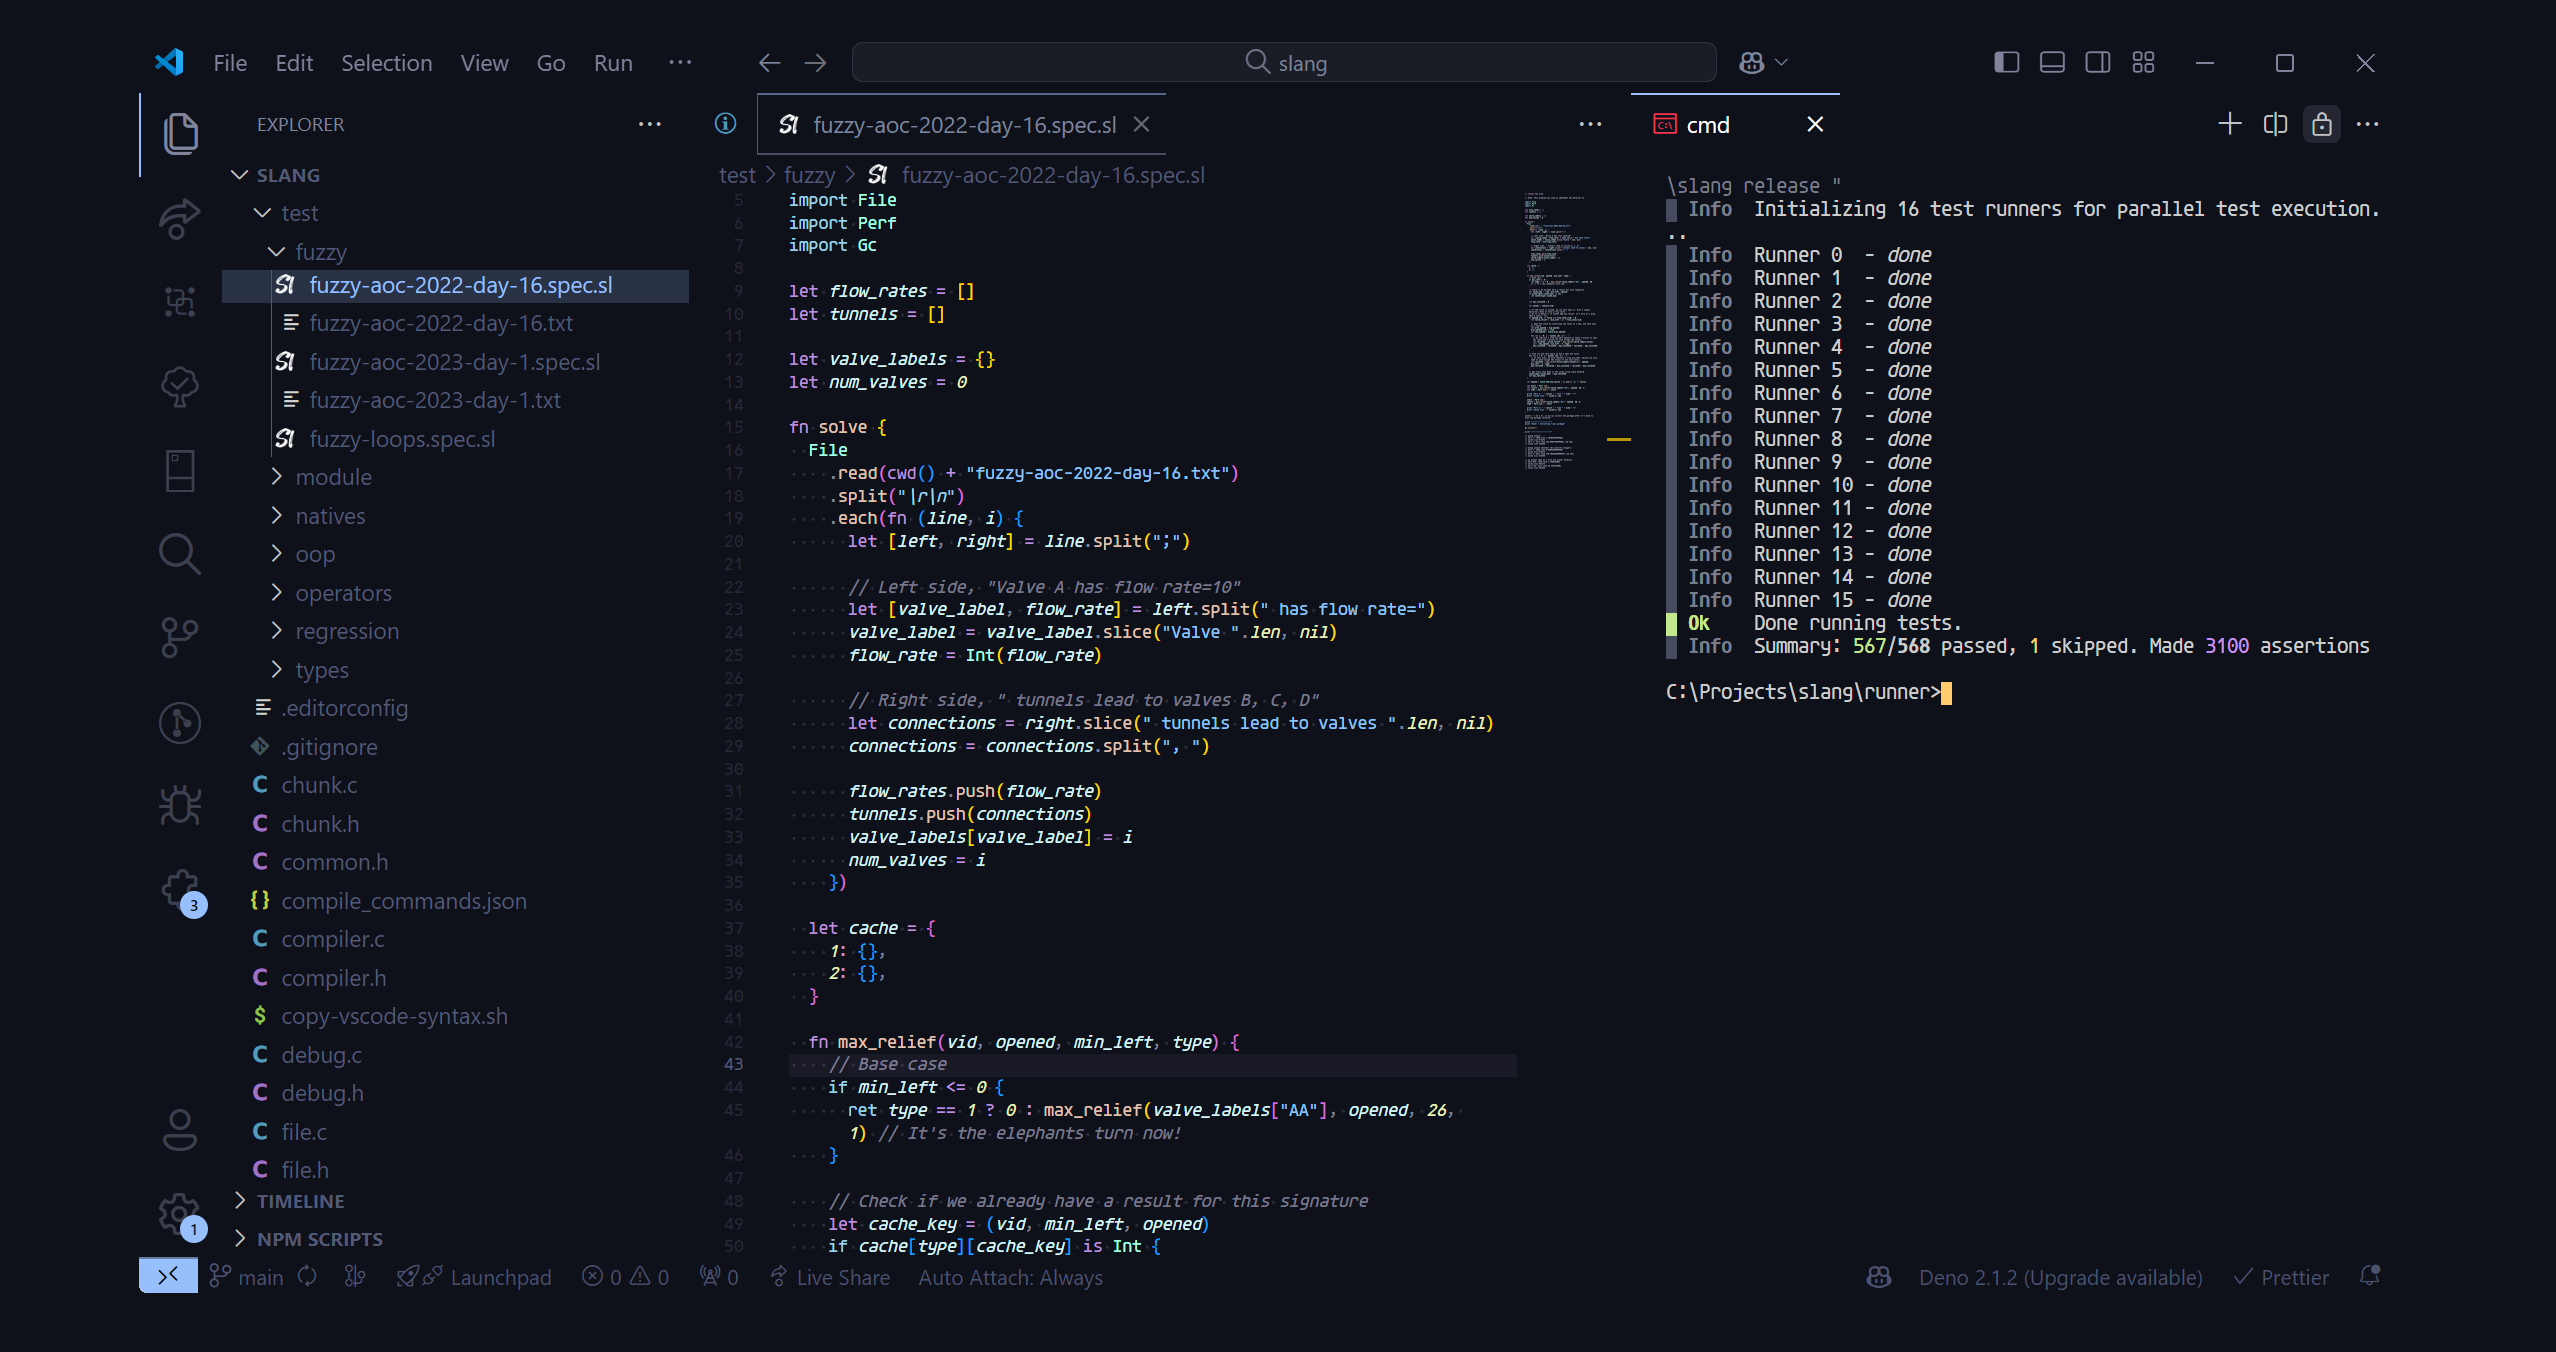 File Edit Selection View Go Run ···
slang
EXPLORER
SLANG
test
fuzzy
fuzzy-aoc-2022-day-16.spec.sl
fuzzy-aoc-2022-day-16.txt
fuzzy-aoc-2023-day-1.spec.sl
fuzzy-aoc-2023-day-1.txt
fuzzy-loops.spec.sl
module
natives
oop
operators
regression
types
.editorconfig
.gitignore
chunk.c
chunk.h
common.h
compile_commands.json
compiler.c
compiler.h
copy-vscode-syntax.sh
debug.c
debug.h
file.c
file.h
TIMELINE
NPM SCRIPTS
3
1
fuzzy-aoc-2022-day-16.spec.sl
test > fuzzy > fuzzy-aoc-2022-day-16.spec.sl
5 import File
6 import Perf
7 import Gc
8
9 let flow_rates = []
10 let tunnels = []
11
12 let valve_labels = {}
13 let num_valves = 0
14
15 fn solve {
16 File
17 .read(cwd() + "fuzzy-aoc-2022-day-16.txt")
18 .split("\r\n")
19 .each(fn (line, i) {
20 let [left, right] = line.split(";")
21
22 // Left side, "Valve A has flow rate=10"
23 let [valve_label, flow_rate] = left.split(" has flow rate=")
24 valve_label = valve_label.slice("Valve ".len, nil)
25 flow_rate = Int(flow_rate)
26
27 // Right side, " tunnels lead to valves B, C, D"
28 let connections = right.slice(" tunnels lead to valves ".len, nil)
29 connections = connections.split(", ")
30
31 flow_rates.push(flow_rate)
32 tunnels.push(connections)
33 valve_labels[valve_label] = i
34 num_valves = i
35 })
36
37 let cache = {
38 1: {},
39 2: {},
40 }
41
42 fn max_relief(vid, opened, min_left, type) {
43 // Base case
44 if min_left <= 0 {
45 ret type == 1 ? 0 : max_relief(valve_labels["AA"], opened, 26,
1) // It's the elephants turn now!
46 }
47
48 // Check if we already have a result for this signature
49 let cache_key = (vid, min_left, opened)
50 if cache[type][cache_key] is Int {
cmd
\slang release "
Info Initializing 16 test runners for parallel test execution.
..
Info Runner 0 - done
Info Runner 1 - done
Info Runner 2 - done
Info Runner 3 - done
Info Runner 4 - done
Info Runner 5 - done
Info Runner 6 - done
Info Runner 7 - done
Info Runner 8 - done
Info Runner 9 - done
Info Runner 10 - done
Info Runner 11 - done
Info Runner 12 - done
Info Runner 13 - done
Info Runner 14 - done
Info Runner 15 - done
Ok Done running tests.
Info Summary: 567/568 passed, 1 skipped. Made 3100 assertions
C:\Projects\slang\runner>
main Launchpad 0 0 0 Live Share Auto Attach: Always Deno 2.1.2 (Upgrade available) Prettier